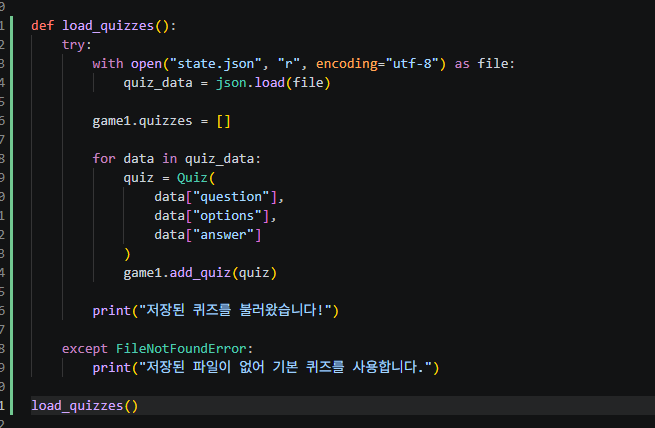 def load_quizzes():
try:
with open("state.json", "r", encoding="utf-8") as file:
quiz_data = json.load(file)
game1.quizzes = []
for data in quiz_data:
quiz = Quiz(
data["question"],
data["options"],
data["answer"]
)
game1.add_quiz(quiz)
print("저장된 퀴즈를 불러왔습니다!")
except FileNotFoundError:
print("저장된 파일이 없어 기본 퀴즈를 사용합니다.")
load_quizzes()